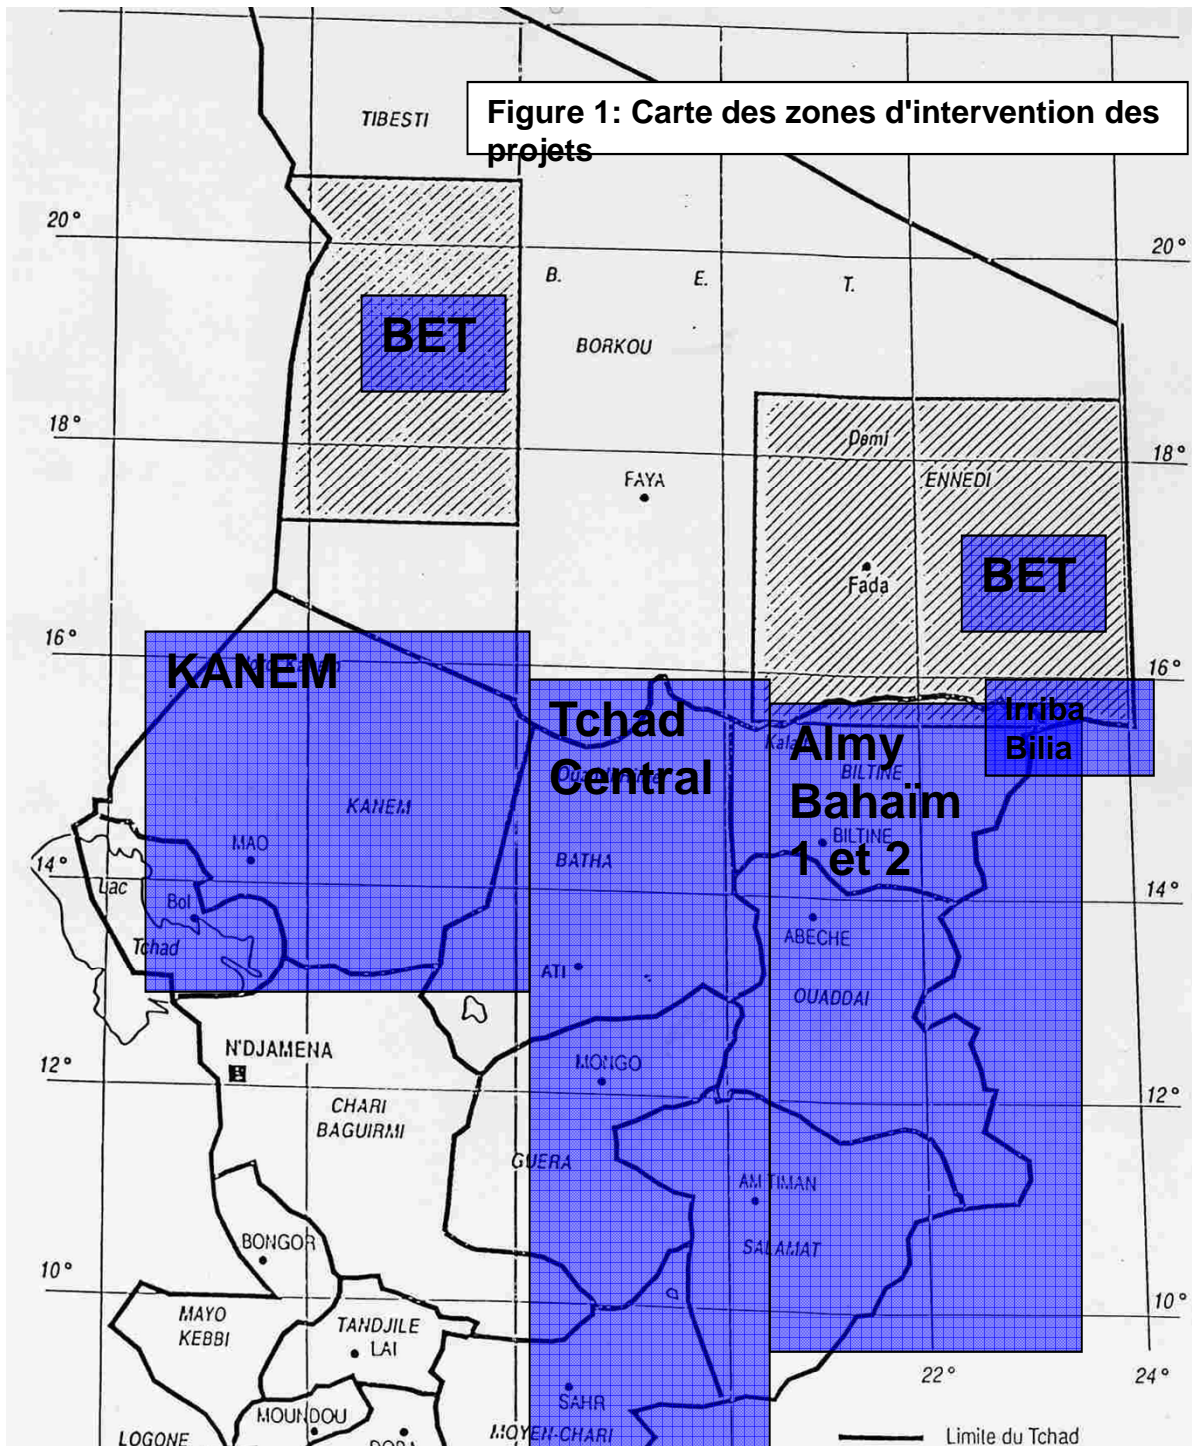 TIBESTI
Figure 1: Carte des zones d'intervention des
projets
20°
20°
B. E. T.
BET
BORKOU
18°
Demi
18°
FAYA
ENNEDI
BET
Fada
16°
16°
KANEM
Irriba
Bilia
Tchad
Central
Almy
Bahaïm
1 et 2
BILTINE
KANEM
MAO
BILTINE
14°
BATHA
Lac
14°
Bol
ABECHE
Tchad
ATI
OUADDAI
N'DJAMENA
12°
MONGO
12°
CHARI
BAGUIRMI
GUERA
AM TIMAN
BONGOR
SALAMAT
10°
10°
MAYO
KEBBI
TANDJILE
LAI
22°
24°
SAHR
MOUNDOU
MOYEN-CHARI
LOGONE
Limile du Tchad